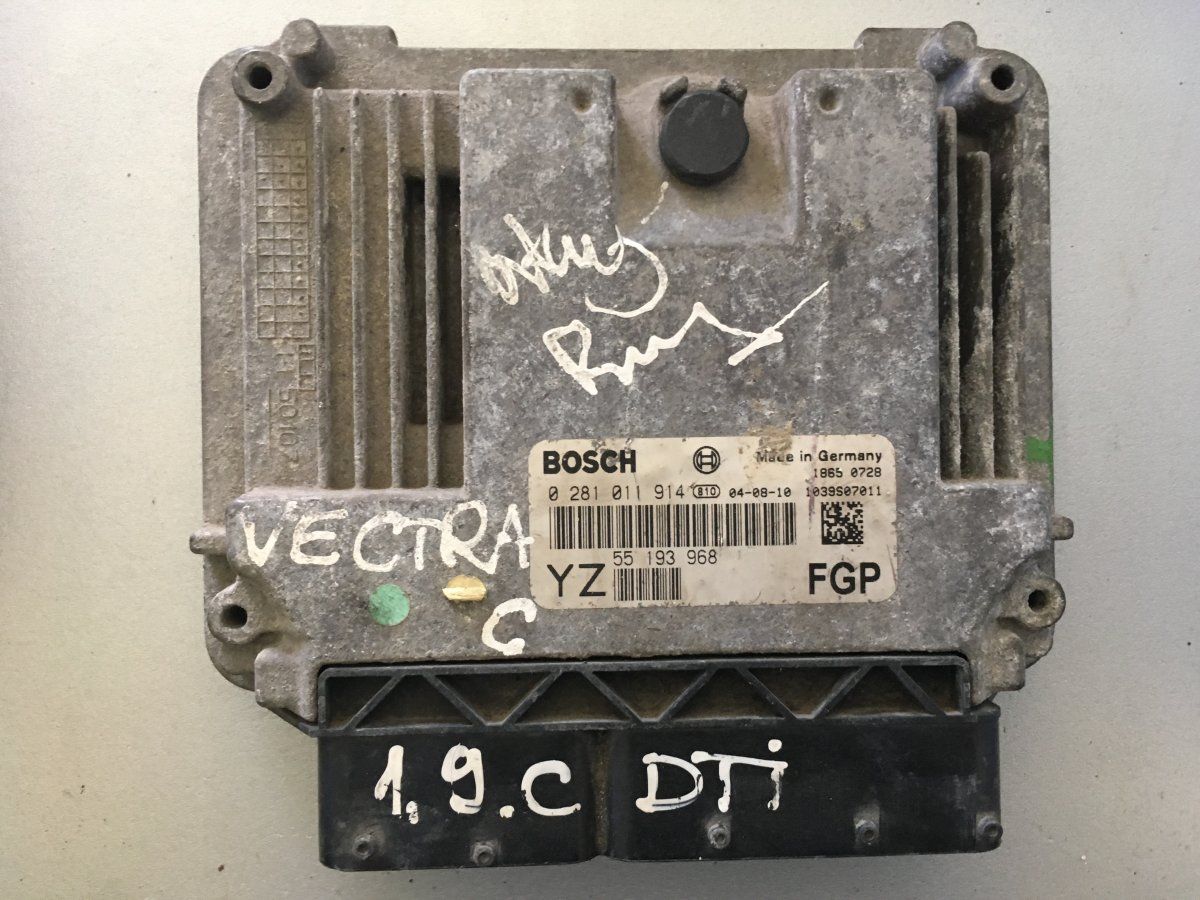 BOSCH Made in Germany
1865 0728
0 281 011 914 B10 04-08-10 1039S07011
55 193 968
YZ FGP
VECTRA
C
1.9.C DTi